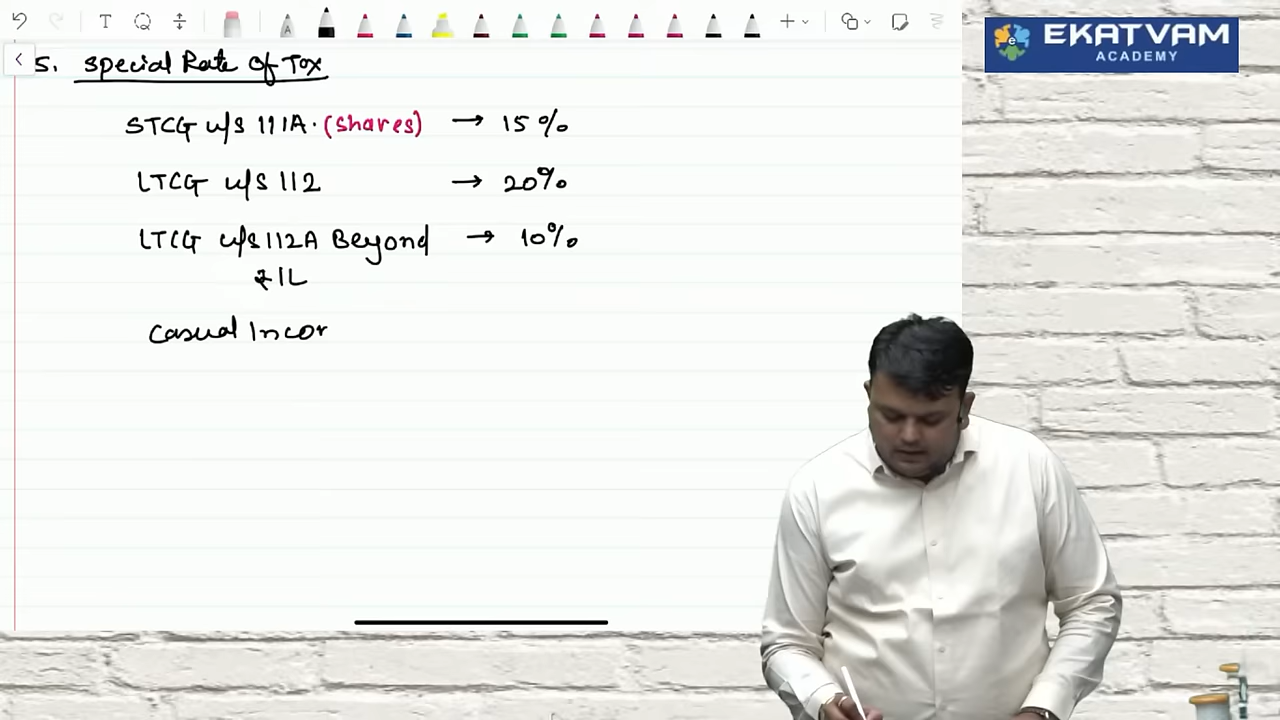 EKATVAM
ACADEMY
5. Special Rate Of Tax
STCG u/s 111A. (Shares) → 15%
LTCG u/s 112 → 20%
LTCG u/s 112A Beyond → 10%
₹ 1L
Casual Incor